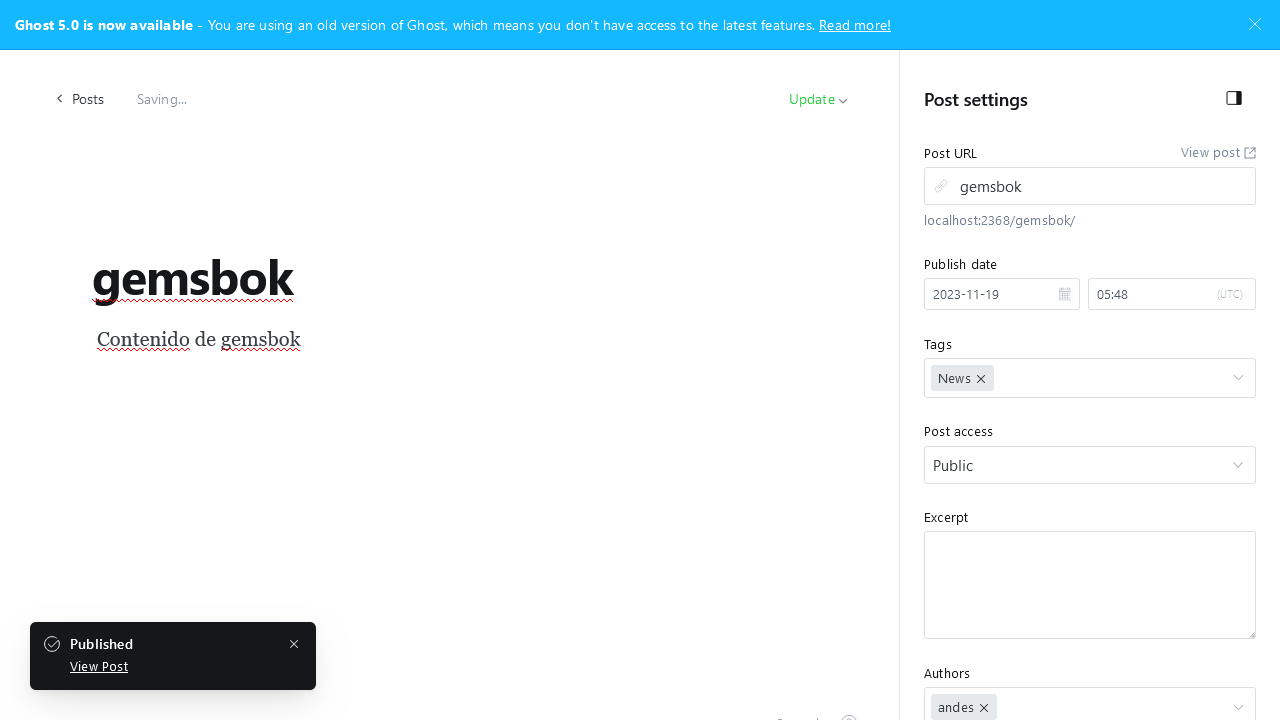 Ghost 5.0 is now available - You are using an old version of Ghost, which means you don't have access to the latest features. Read more!
Posts
Saving...
Update
Post settings
Post URL
View post
gemsbok
localhost:2368/gemsbok/
Publish date
2023-11-19
05:48
(UTC)
Tags
News
Post access
Public
Excerpt
Authors
andes
gemsbok
Contenido de gemsbok
Published
View Post